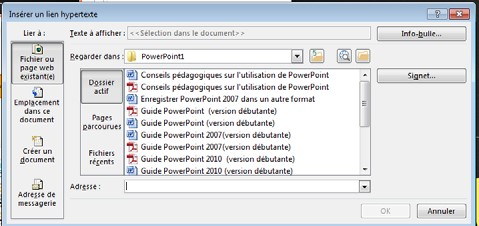 Insérer un lien hypertexte
Lier à :
Texte à afficher : <<Sélection dans le document>>
Info-bulle...
Fichier ou page web existant(e)
Regarder dans : PowerPoint1
Emplacement dans ce document
Créer un document
Adresse de messagerie
Dossier actif
Pages parcourues
Fichiers récents
Conseils pédagogiques sur l'utilisation de PowerPoint
Conseils pédagogiques sur l'utilisation de PowerPoint
Enregistrer PowerPoint 2007 dans un autre format
Guide PowerPoint (version débutante)
Guide PowerPoint (version débutante)
Guide PowerPoint 2007(version débutante)
Guide PowerPoint 2007(version débutante)
Guide PowerPoint 2010 (version débutante)
Guide PowerPoint 2010 (version débutante)
Signet...
Adresse :
OK
Annuler